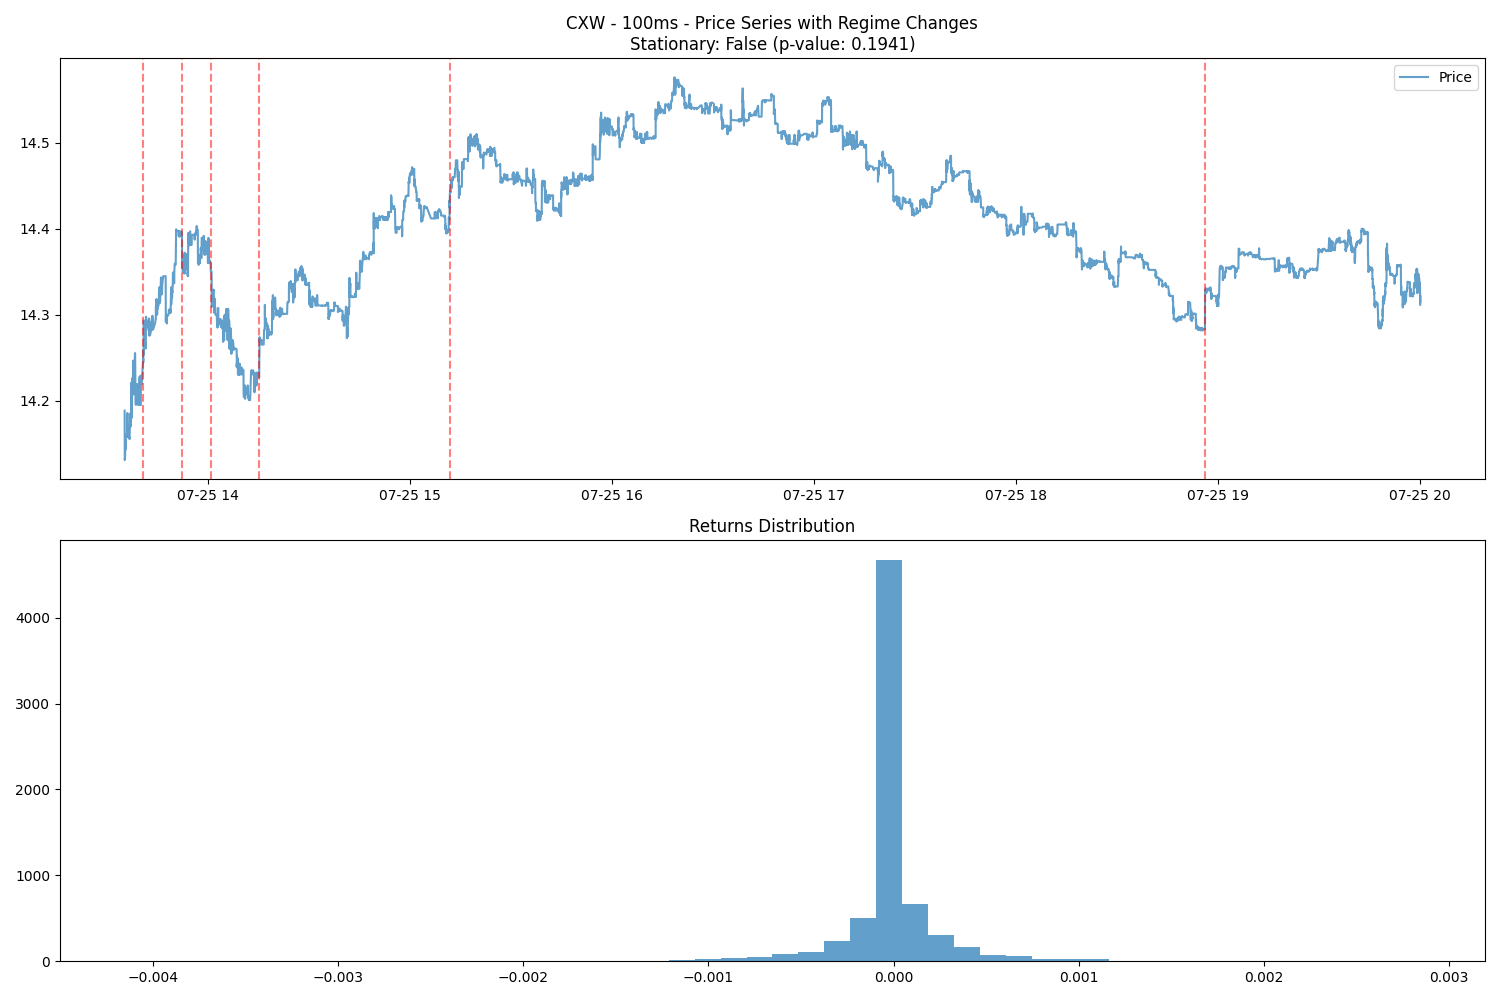 CXW - 100ms - Price Series with Regime Changes
Stationary: False (p-value: 0.1941)
Price
14.5
14.4
14.3
14.2
07-25 14 07-25 15 07-25 16 07-25 17 07-25 18 07-25 19 07-25 20
Returns Distribution
4000
3000
2000
1000
0
−0.004 −0.003 −0.002 −0.001 0.000 0.001 0.002 0.003